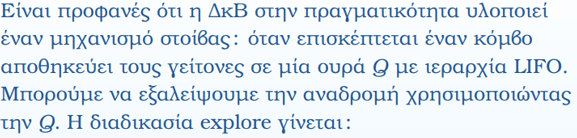 Είναι προφανές ότι η ΔκΒ στην πραγματικότητα υλοποιεί
έναν μηχανισμό στοίβας: όταν επισκέπτεται έναν κόμβο
αποθηκεύει τους γείτονες σε μία ουρά Q με ιεραρχία LIFO.
Μπορούμε να εξαλείψουμε την αναδρομή χρησιμοποιώντας
την Q. Η διαδικασία explore γίνεται: